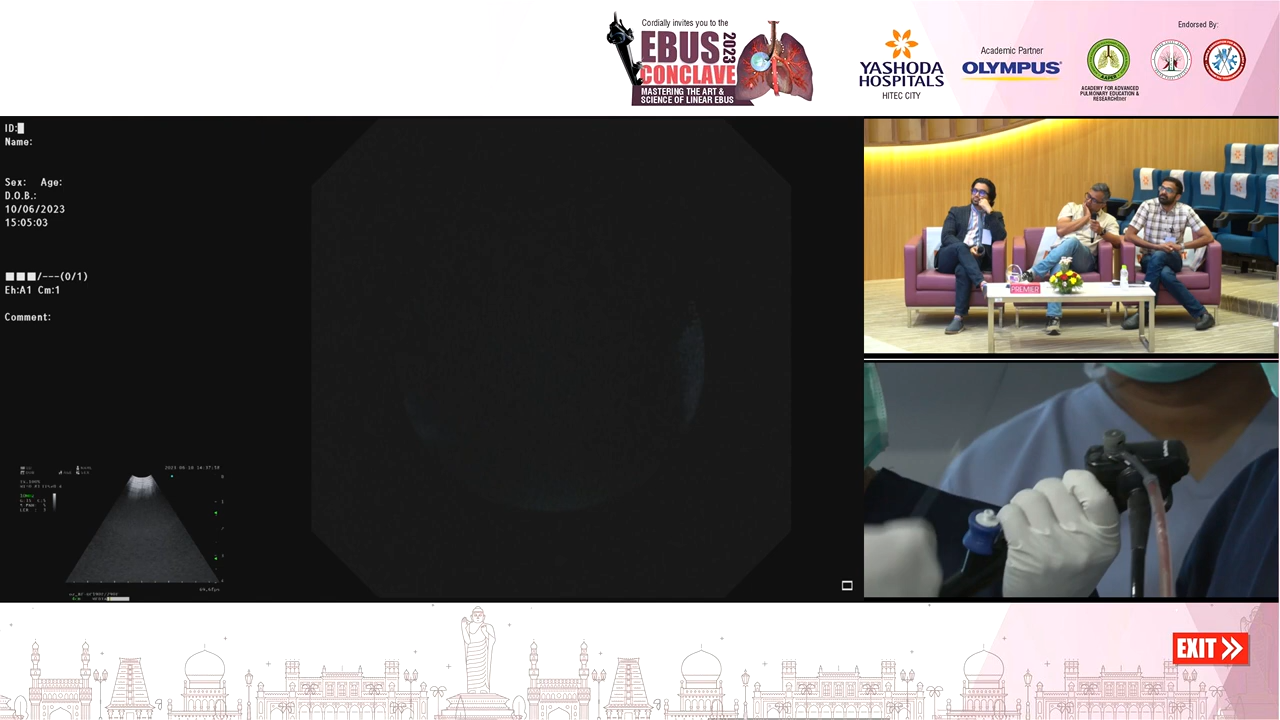 Cordially invites you to the
EBUS 2023
CONCLAVE
MASTERING THE ART &
SCIENCE OF LINEAR EBUS
YASHODA
HOSPITALS
HITEC CITY
Academic Partner
OLYMPUS
Endorsed By:
ACADEMY FOR ADVANCED
PULMONARY EDUCATION &
ID:
Name:
Sex: Age:
D.O.B.:
10/06/2023
15:05:03
■■■/---(0/1)
Eh:A1 Cm:1
Comment:
PREMIER
EXIT